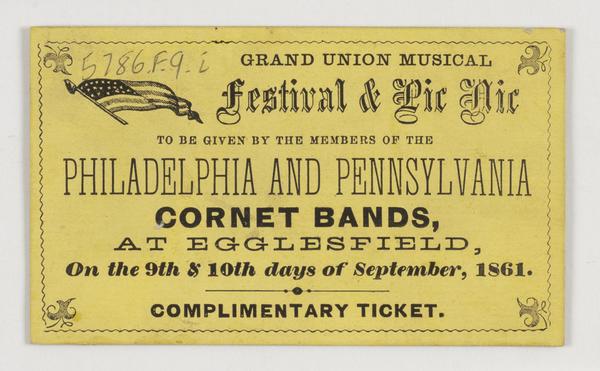 5786.F.9.i
GRAND UNION MUSICAL
Festival & Pic Nic
TO BE GIVEN BY THE MEMBERS OF THE
PHILADELPHIA AND PENNSYLVANIA
CORNET BANDS,
AT EGGLESFIELD,
On the 9th & 10th days of September, 1861.
COMPLIMENTARY TICKET.